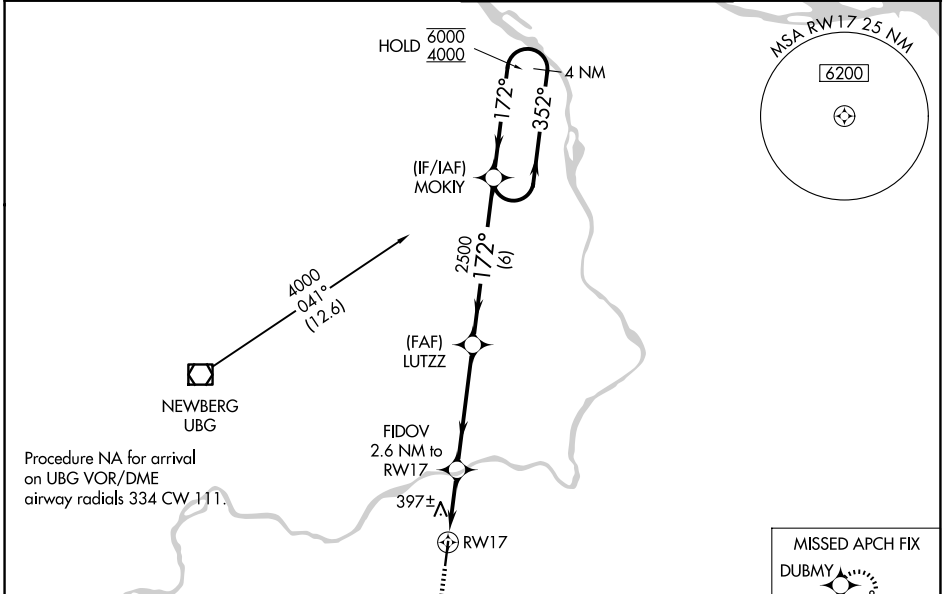 HOLD 6000
4000
4 NM
172°
352°
MSA RW17 25 NM
6200
(IF/IAF)
MOKIY
2500
172°
(6)
4000
041°
(12.6)
(FAF)
LUTZZ
NEWBERG
UBG
FIDOV
2.6 NM to
RW17
Procedure NA for arrival
on UBG VOR/DME
airway radials 334 CW 111.
397±
RW17
MISSED APCH FIX
DUBMY